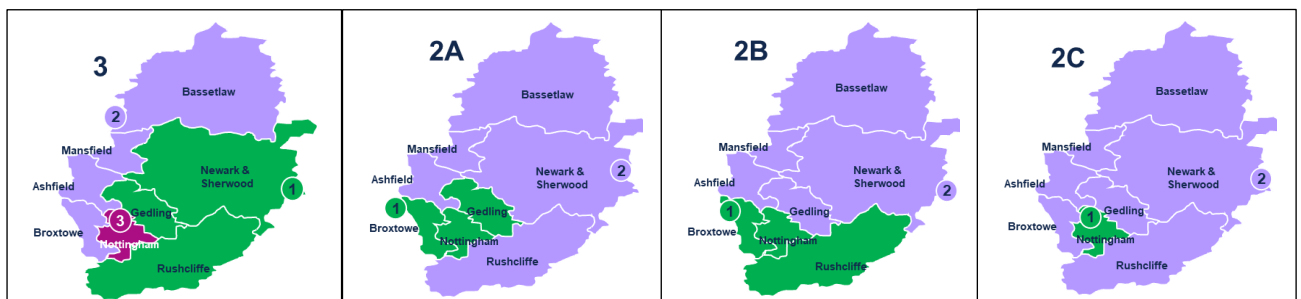 3
Bassetlaw
2
Mansfield
Newark &
Sherwood
Ashfield
1
Gedling
3
Broxtowe
Nottingham
Rushcliffe
2A
Bassetlaw
Mansfield
Newark &
Sherwood
2
Ashfield
1
Gedling
Broxtowe
Nottingham
Rushcliffe
2B
Bassetlaw
Mansfield
Newark &
Sherwood
2
Ashfield
1
Gedling
Broxtowe
Nottingham
Rushcliffe
2C
Bassetlaw
Mansfield
Newark &
Sherwood
2
Ashfield
Gedling
1
Broxtowe
Nottingham
Rushcliffe